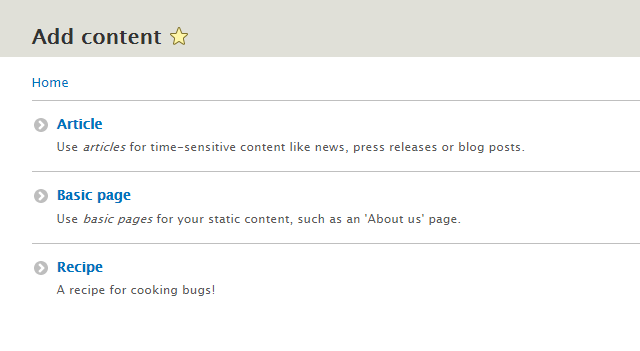 Add content
Home
Article
Use articles for time-sensitive content like news, press releases or blog posts.
Basic page
Use basic pages for your static content, such as an 'About us' page.
Recipe
A recipe for cooking bugs!